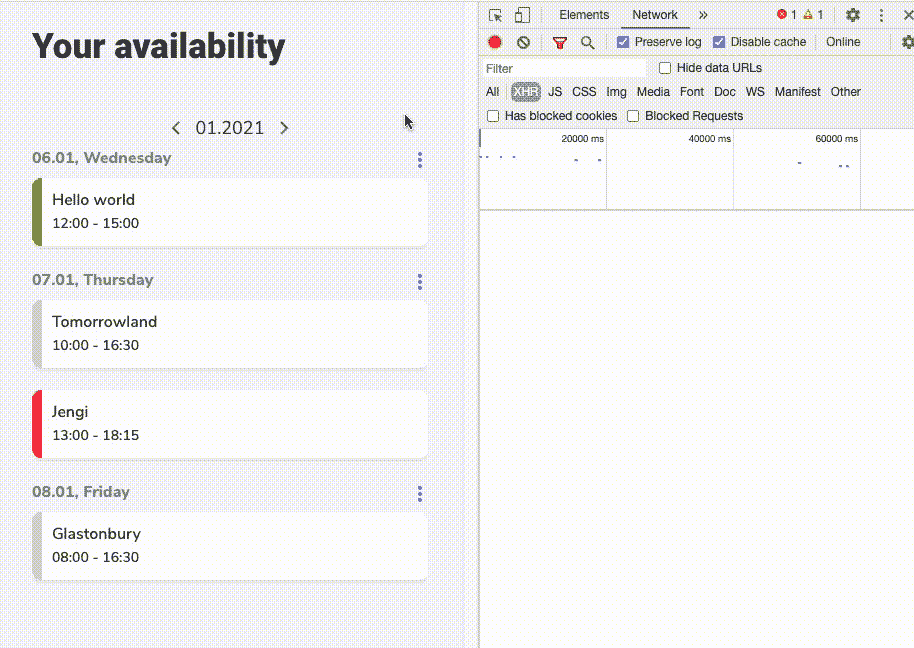 Your availability
01.2021
06.01, Wednesday
Hello world
12:00 - 15:00
07.01, Thursday
Tomorrowland
10:00 - 16:30
Jengi
13:00 - 18:15
08.01, Friday
Glastonbury
08:00 - 16:30
Elements Network » 1 1
Preserve log Disable cache Online
Filter Hide data URLs
All XHR JS CSS Img Media Font Doc WS Manifest Other
Has blocked cookies Blocked Requests
20000 ms 40000 ms 60000 ms